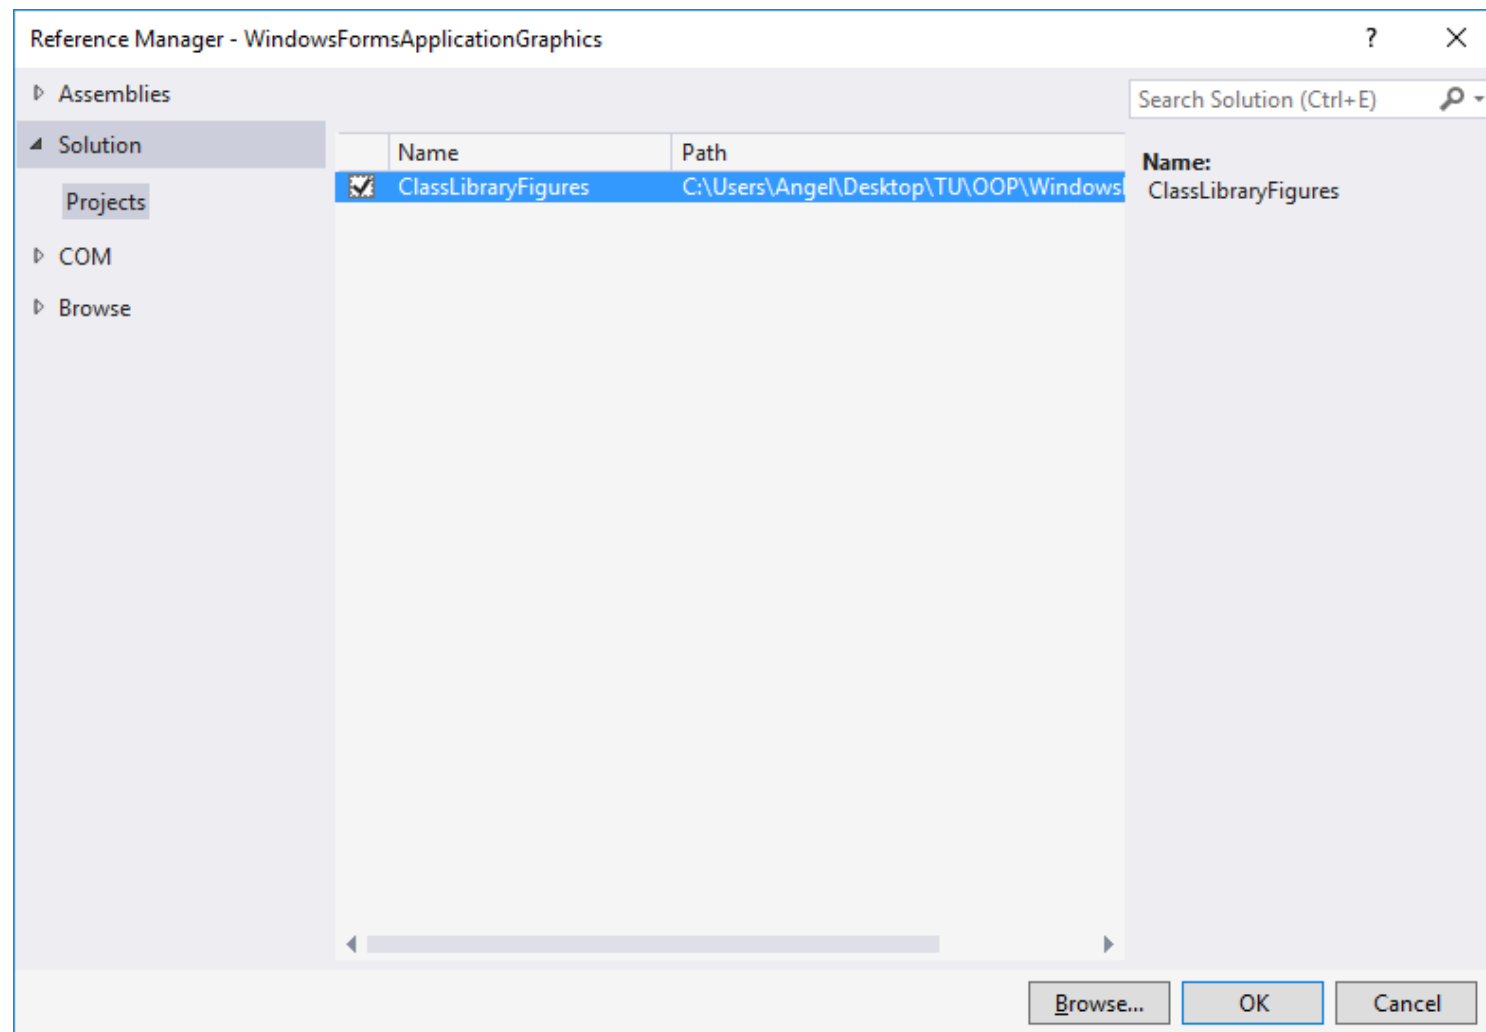 Reference Manager - WindowsFormsApplicationGraphics ?
Assemblies
Solution
Projects
COM
Browse
Name Path
ClassLibraryFigures C:\Users\Angel\Desktop\TU\OOP\Windows
Search Solution (Ctrl+E)
Name:
ClassLibraryFigures
Browse... OK Cancel